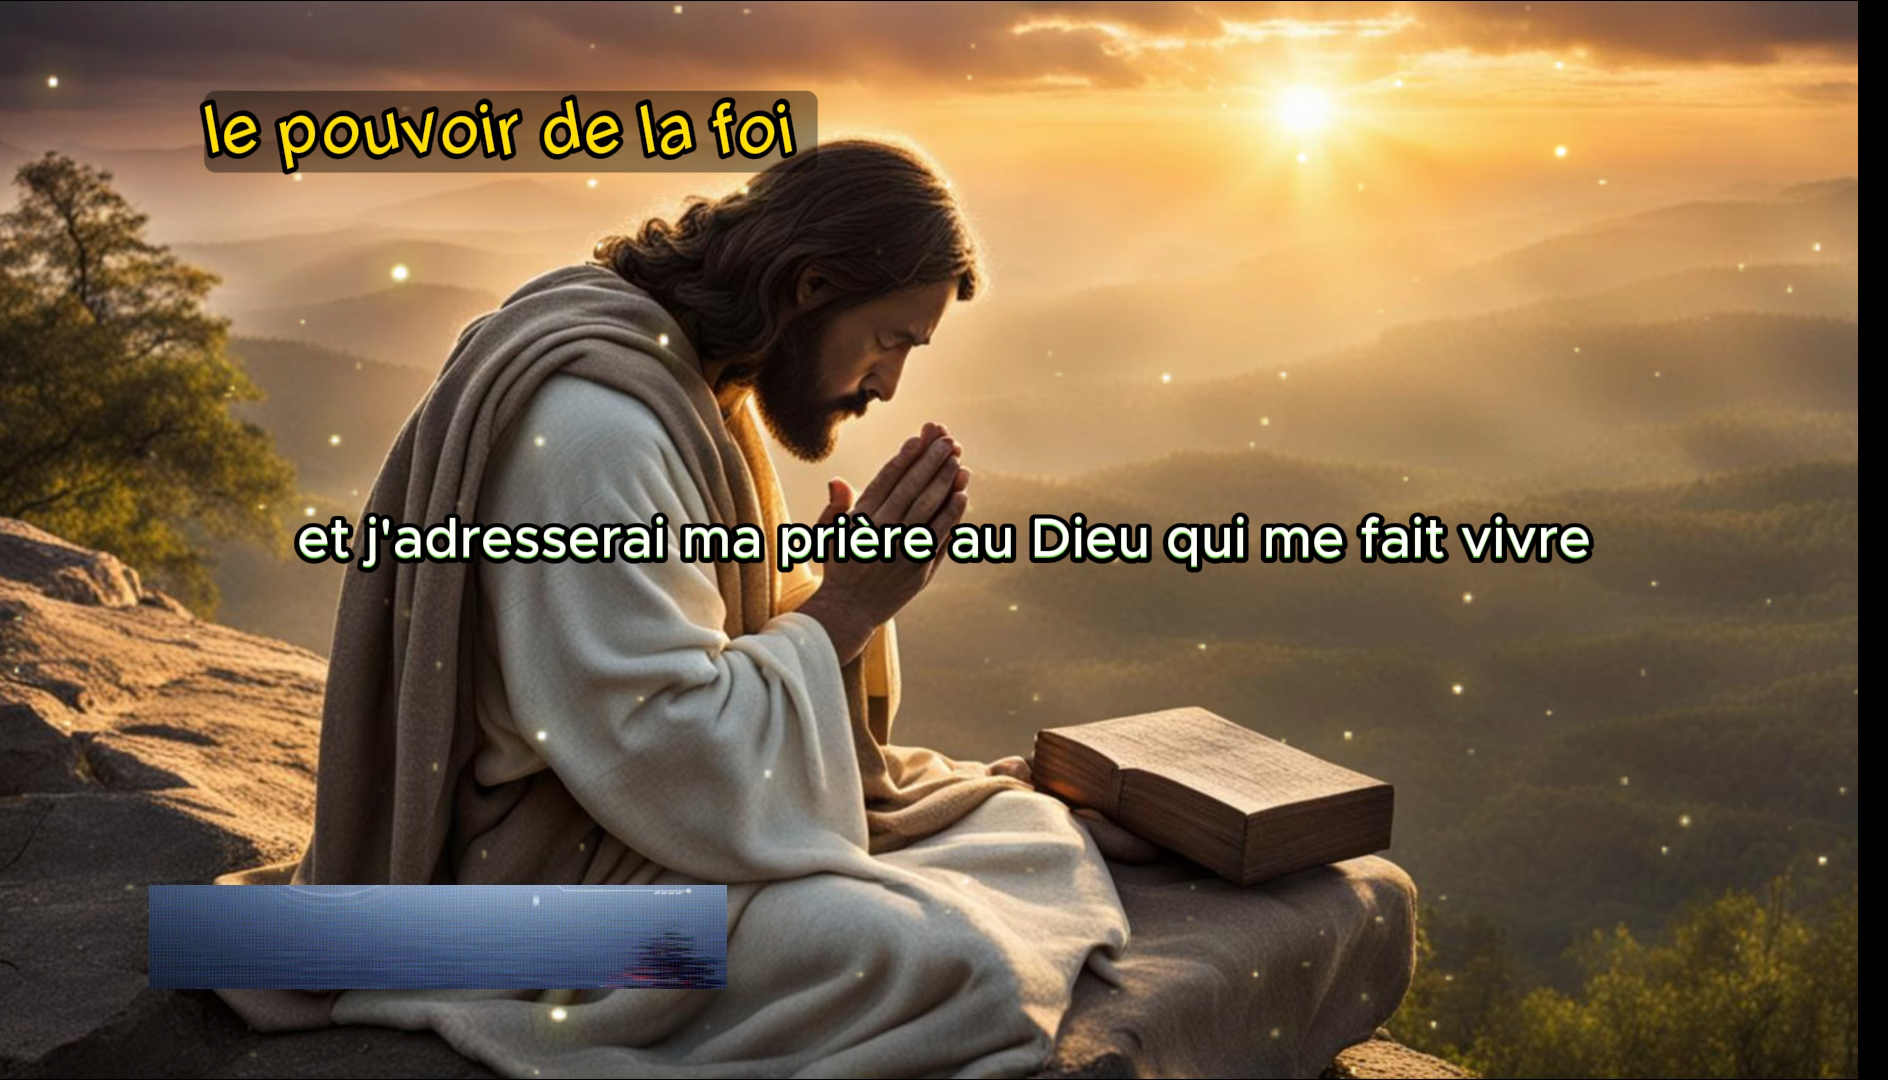 le pouvoir de la foi
et j'adresserai ma prière au Dieu qui me fait vivre